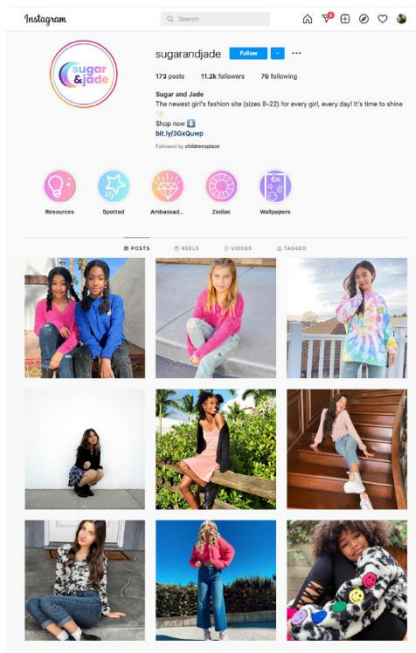 Instagram
Search
sugar
&jade
sugarandjade Follow
173 posts 11.2k followers 78 following
Sugar and Jade
The newest girl's fashion site (sizes 8-22) for every girl, every day! It's time to shine
Shop now
bit.ly/3GxQuwp
Followed by childrensplace
Resources Spotted Ambassad... Zodiac Wallpapers
POSTS REELS VIDEOS TAGGED